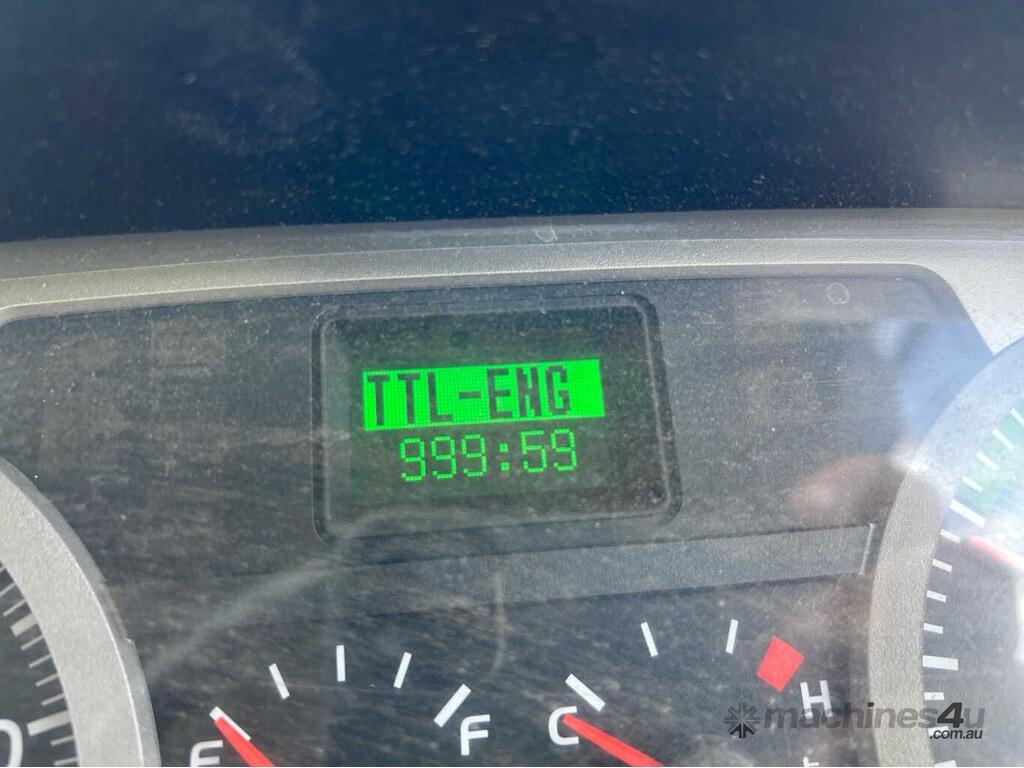 TTL-ENG
999:59
E
F
C
H
machines4u
.com.au